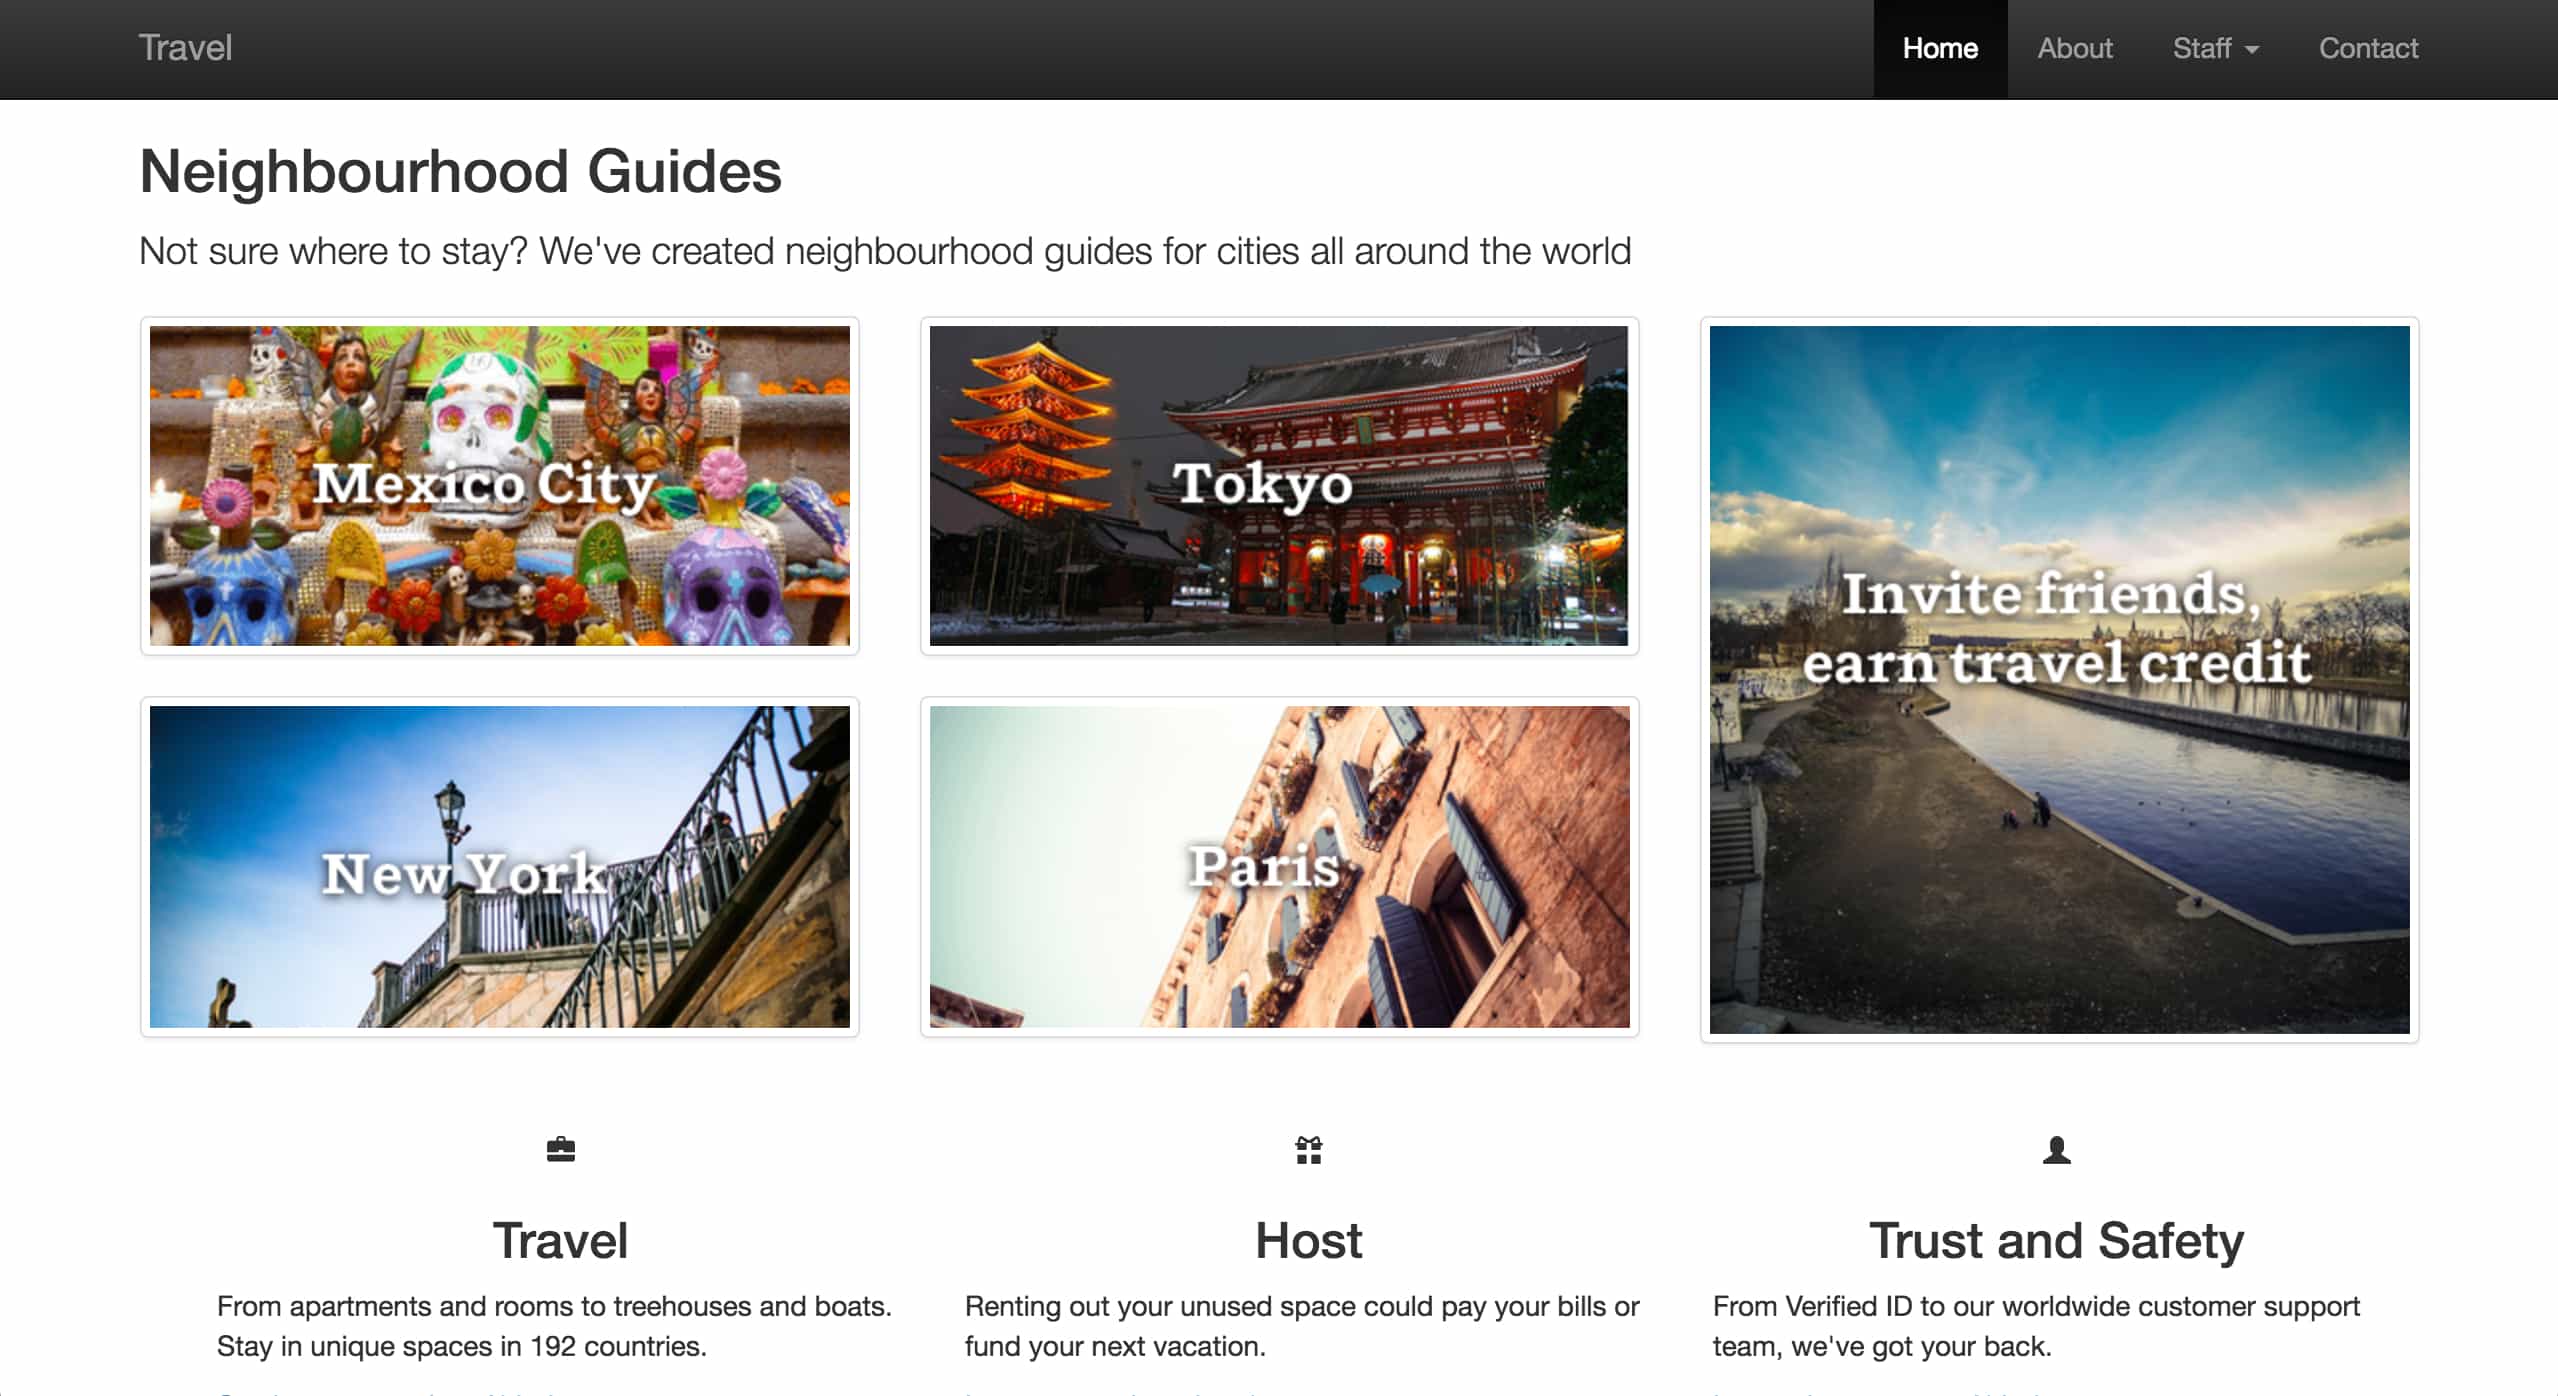 Travel
Home About Staff Contact
Neighbourhood Guides
Not sure where to stay? We've created neighbourhood guides for cities all around the world
Mexico City
Tokyo
Invite friends,
earn travel credit
New York
Paris
Travel
From apartments and rooms to treehouses and boats.
Stay in unique spaces in 192 countries.
Host
Renting out your unused space could pay your bills or
fund your next vacation.
Trust and Safety
From Verified ID to our worldwide customer support
team, we've got your back.